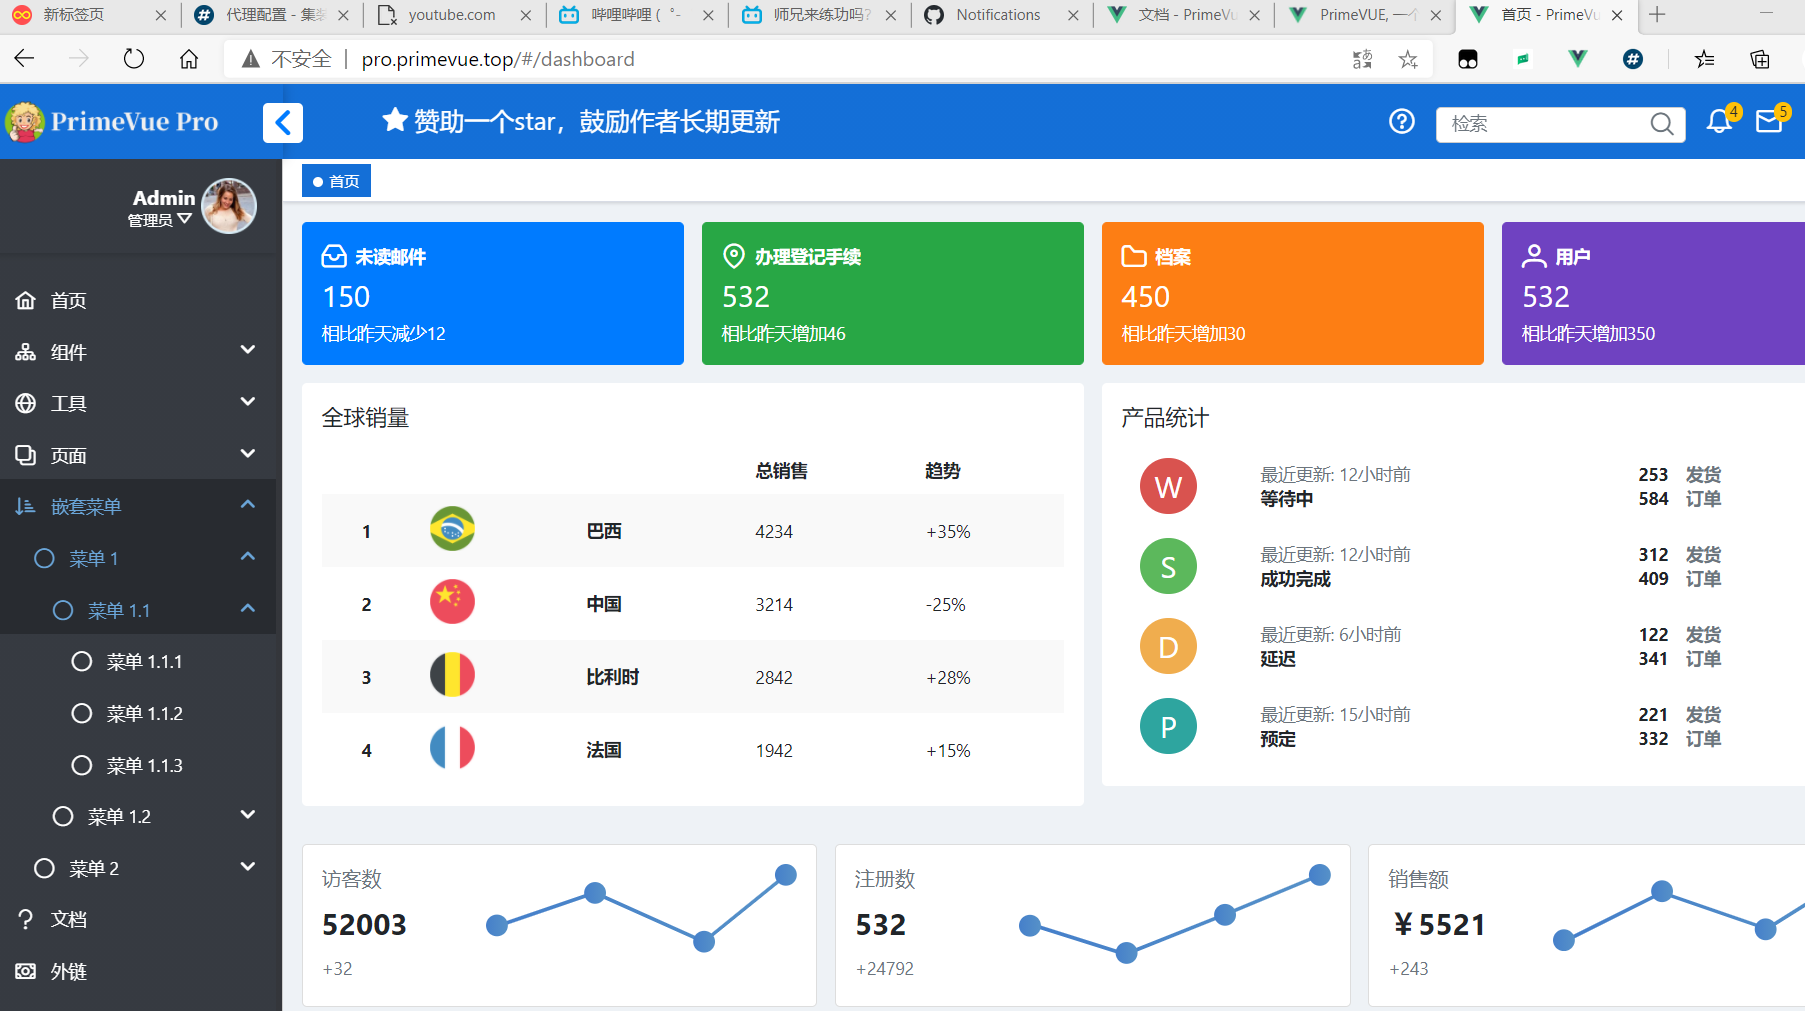 新标签页
代理配置 - 集
youtube.com
哔哩哔哩 ( ゜-
师兄来练功吗?
Notifications
文档 - PrimeVu
PrimeVUE, 一个
首页 - PrimeVu
不安全 | pro.primevue.top/#/dashboard
PrimeVue Pro
赞助一个star，鼓励作者长期更新
检索
4
5
Admin
管理员
首页
组件
工具
页面
嵌套菜单
菜单 1
菜单 1.1
菜单 1.1.1
菜单 1.1.2
菜单 1.1.3
菜单 1.2
菜单 2
文档
外链
首页
未读邮件
150
相比昨天减少12
办理登记手续
532
相比昨天增加46
档案
450
相比昨天增加30
用户
532
相比昨天增加350
全球销量
总销售 趋势
1 巴西 4234 +35%
2 中国 3214 -25%
3 比利时 2842 +28%
4 法国 1942 +15%
产品统计
W
最近更新: 12小时前 253 发货
等待中 584 订单
S
最近更新: 12小时前 312 发货
成功完成 409 订单
D
最近更新: 6小时前 122 发货
延迟 341 订单
P
最近更新: 15小时前 221 发货
预定 332 订单
访客数
52003
+32
注册数
532
+24792
销售额
￥5521
+243